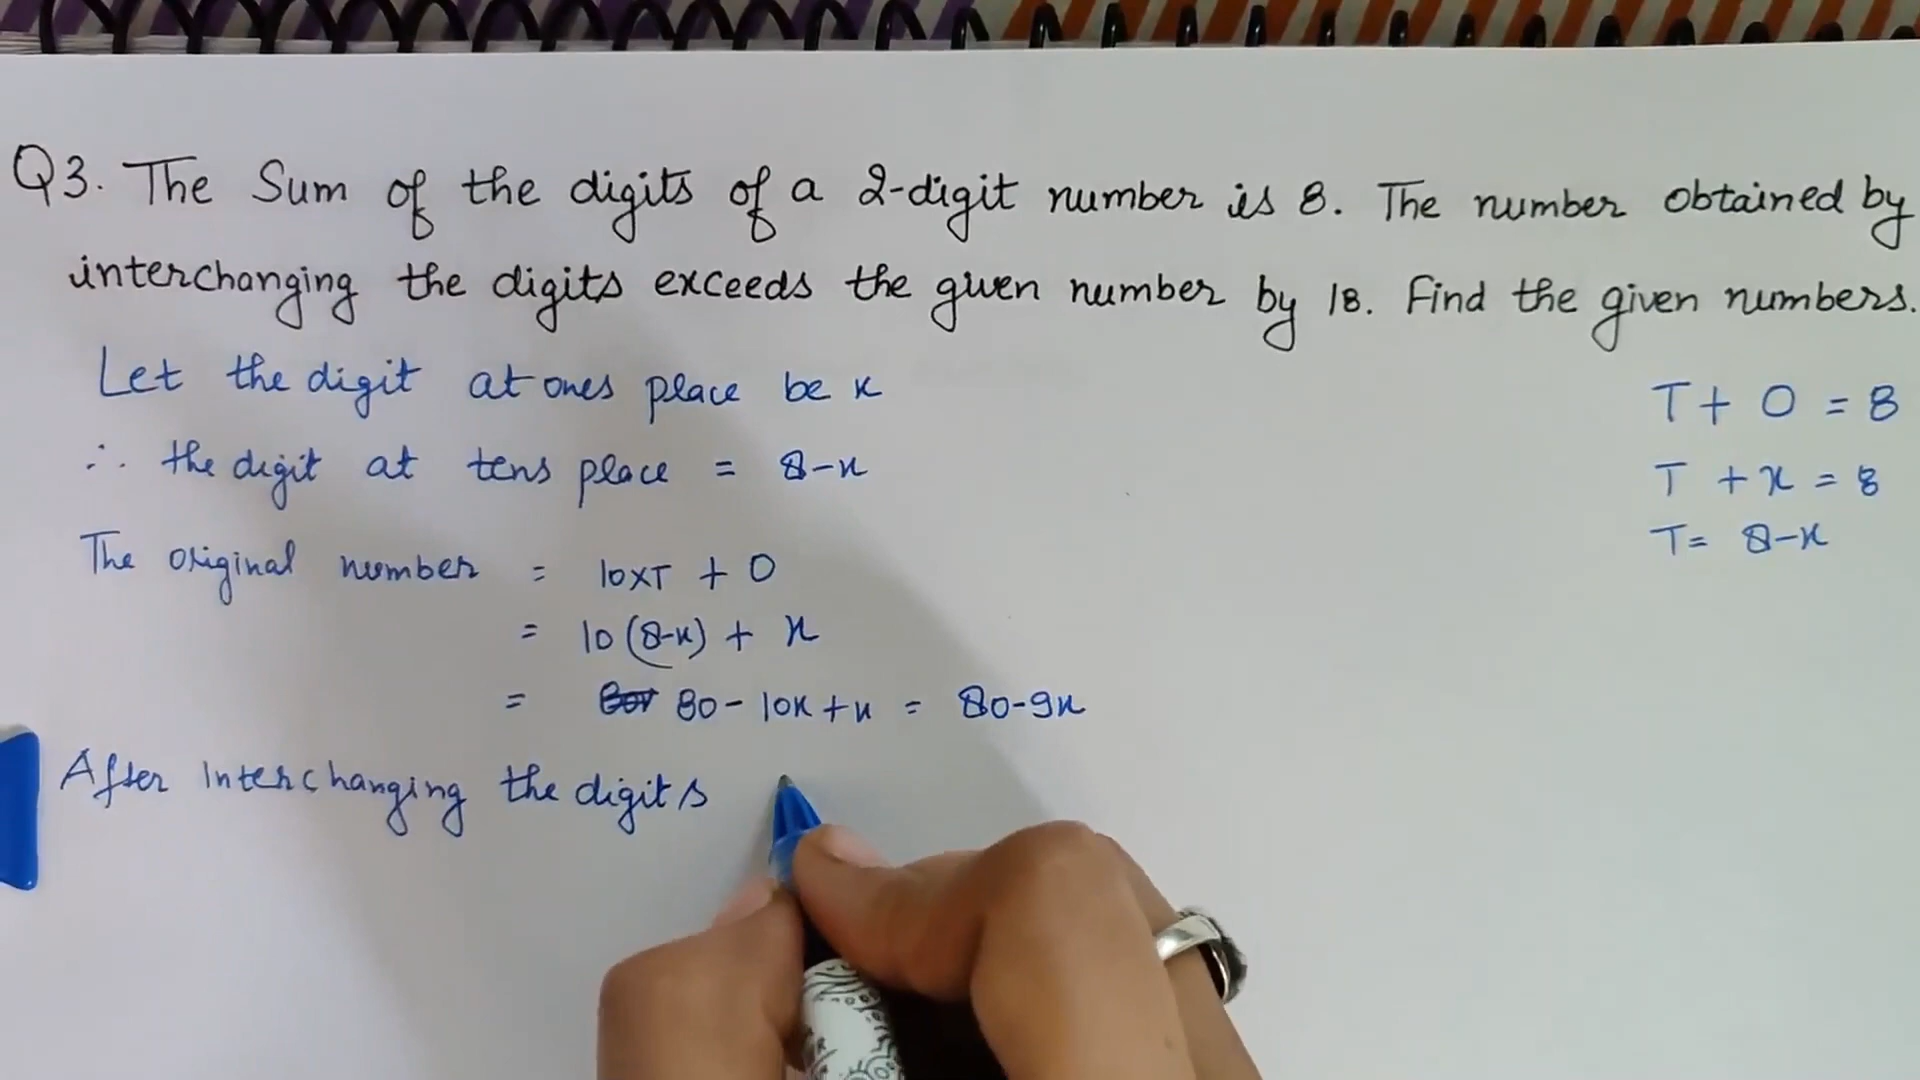 Q3. The Sum of the digits of a 2-digit number is 8. The number obtained by
interchanging the digits exceeds the given number by 18. Find the given numbers.
Let the digit at ones place be x
∴ the digit at tens place = 8-x
The original number = 10xT + O
= 10(8-x) + x
= 80 - 10x + x = 80-9x
After Interchanging the digits
T + O = 8
T + x = 8
T = 8-x